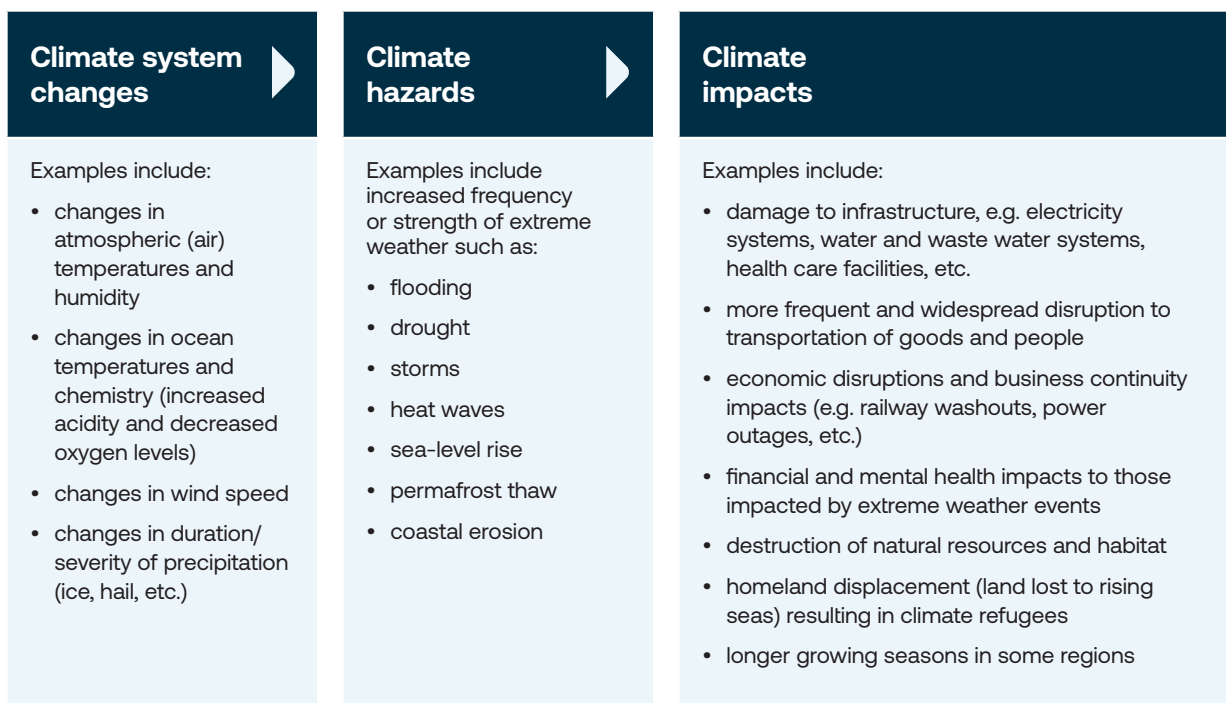 Climate system
changes
Examples include:
• changes in
atmospheric (air)
temperatures and
humidity
• changes in ocean
temperatures and
chemistry (increased
acidity and decreased
oxygen levels)
• changes in wind speed
• changes in duration/
severity of precipitation
(ice, hail, etc.)
Climate
hazards
Examples include
increased frequency
or strength of extreme
weather such as:
• flooding
• drought
• storms
• heat waves
• sea-level rise
• permafrost thaw
• coastal erosion
Climate
impacts
Examples include:
• damage to infrastructure, e.g. electricity
systems, water and waste water systems,
health care facilities, etc.
• more frequent and widespread disruption to
transportation of goods and people
• economic disruptions and business continuity
impacts (e.g. railway washouts, power
outages, etc.)
• financial and mental health impacts to those
impacted by extreme weather events
• destruction of natural resources and habitat
• homeland displacement (land lost to rising
seas) resulting in climate refugees
• longer growing seasons in some regions